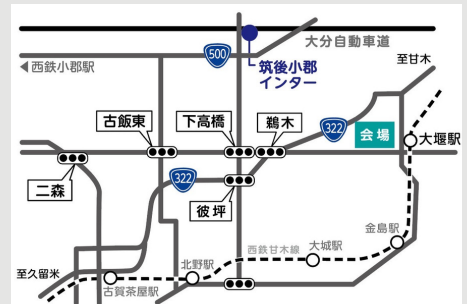 大分自動車道
500
◀西鉄小郡駅
筑後小郡
インター
至甘木
古飯東
下高橋
鵜木
322
会場
大堰駅
二森
322
彼坪
金島駅
西鉄甘木線
大城駅
北野駅
至久留米
古賀茶屋駅